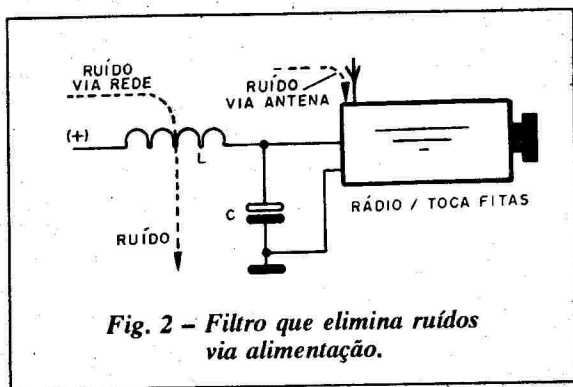 RUÍDO
VIA REDE
RUÍDO
VIA ANTENA
(+)
L
C
RUÍDO
RÁDIO / TOCA FITAS
Fig. 2 – Filtro que elimina ruídos
via alimentação.